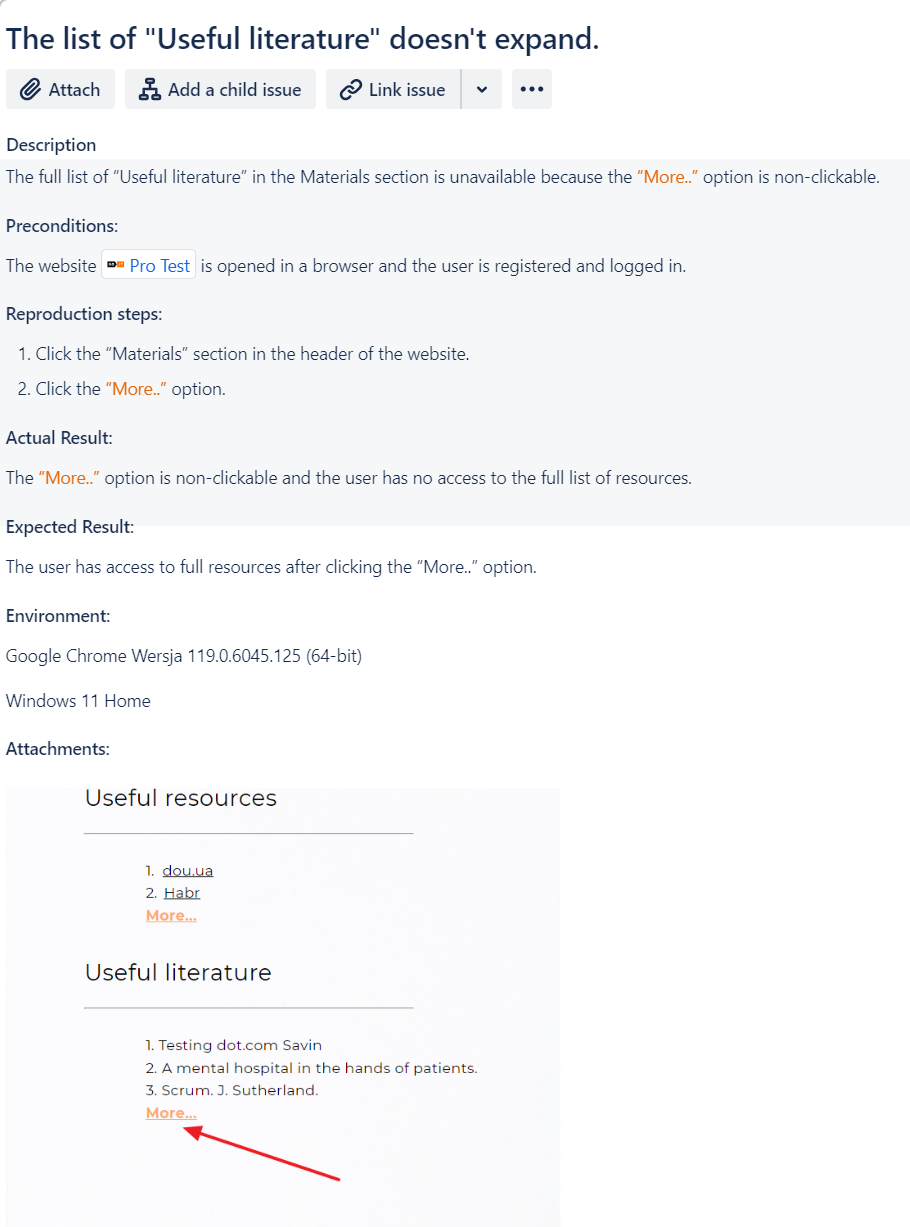 The list of "Useful literature" doesn't expand.
Attach Add a child issue Link issue
Description
The full list of “Useful literature” in the Materials section is unavailable because the “More..” option is non-clickable.
Preconditions:
The website Pro Test is opened in a browser and the user is registered and logged in.
Reproduction steps:
1. Click the “Materials” section in the header of the website.
2. Click the “More..” option.
Actual Result:
The “More..” option is non-clickable and the user has no access to the full list of resources.
Expected Result:
The user has access to full resources after clicking the “More..” option.
Environment:
Google Chrome Wersja 119.0.6045.125 (64-bit)
Windows 11 Home
Attachments:
Useful resources
1. dou.ua
2. Habr
More...
Useful literature
1. Testing dot.com Savin
2. A mental hospital in the hands of patients.
3. Scrum. J. Sutherland.
More...